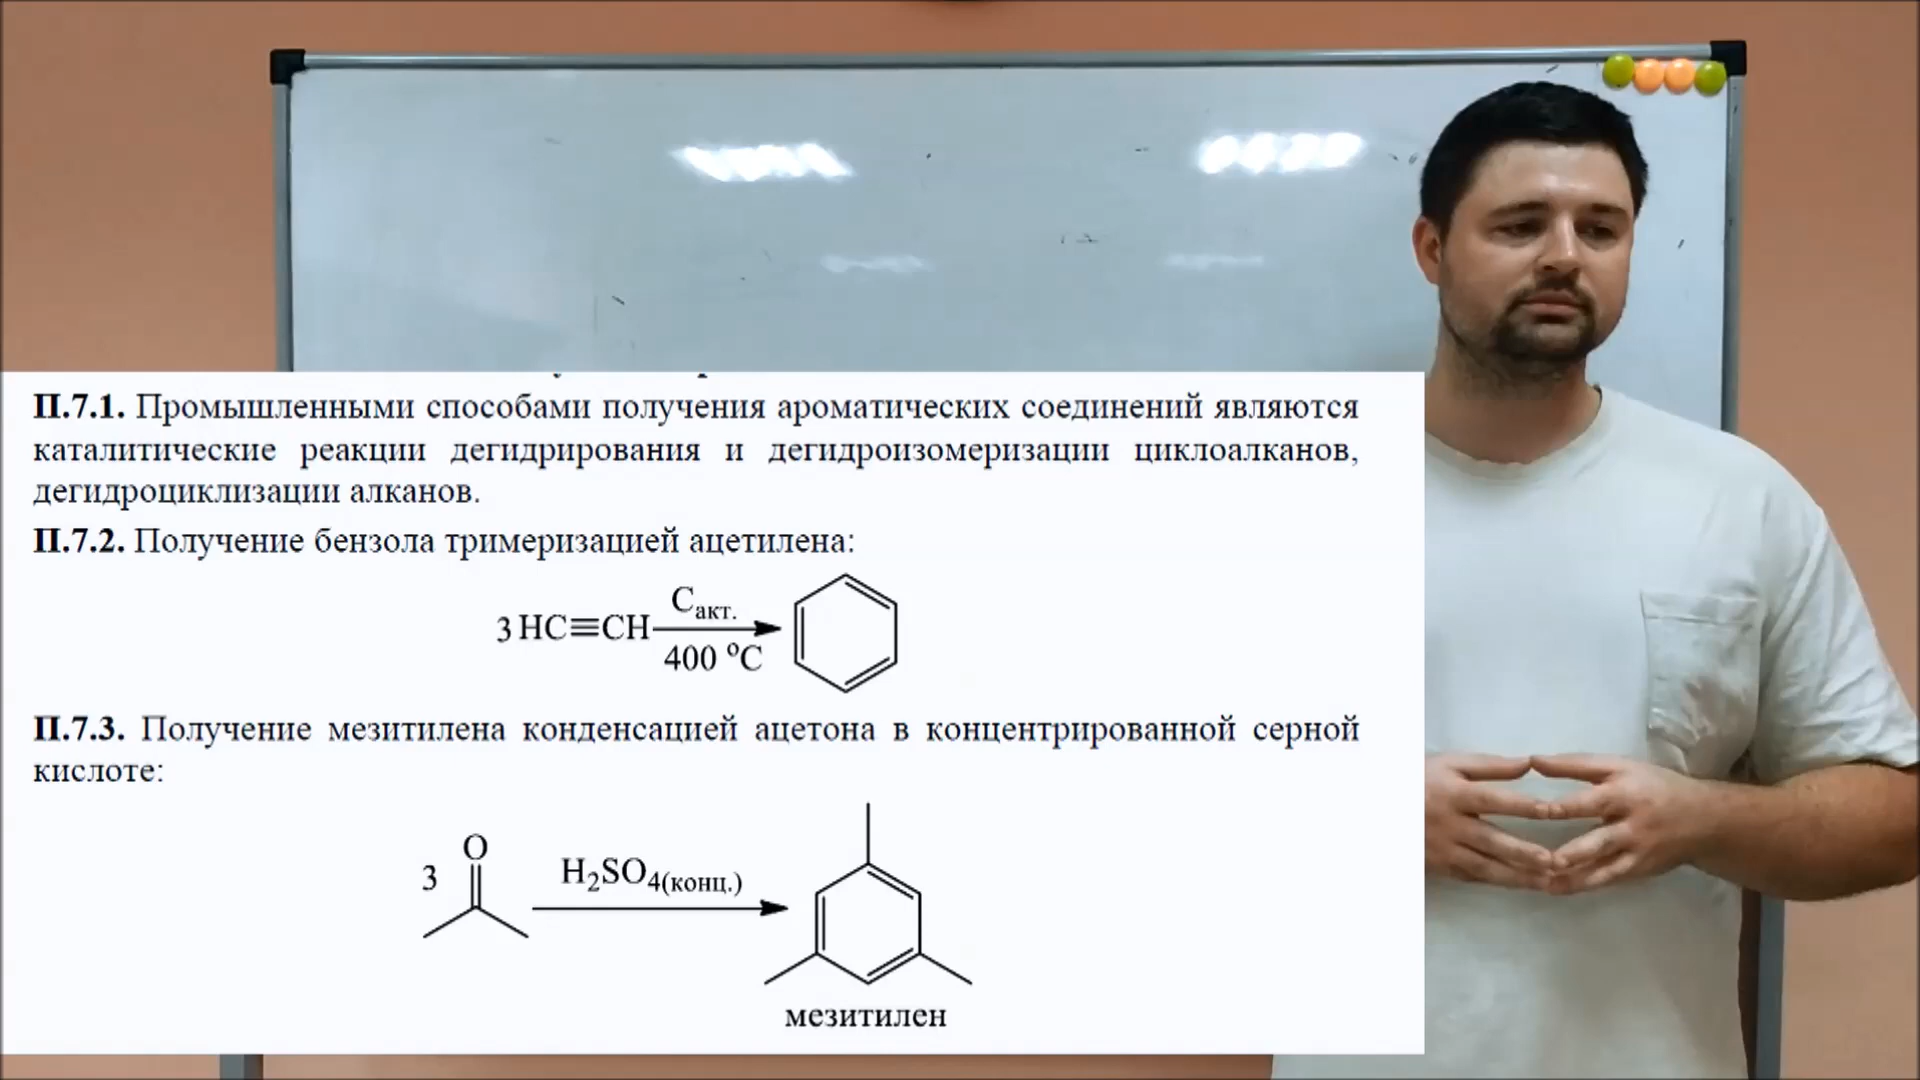 П.7.1. Промышленными способами получения ароматических соединений являются
каталитические реакции дегидрирования и дегидроизомеризации циклоалканов,
дегидроциклизации алканов.
П.7.2. Получение бензола тримеризацией ацетилена:
3 HC≡CH
Cакт.
400 °C
П.7.3. Получение мезитилена конденсацией ацетона в концентрированной серной
кислоте:
3
O
H₂SO₄(конц.)
мезитилен